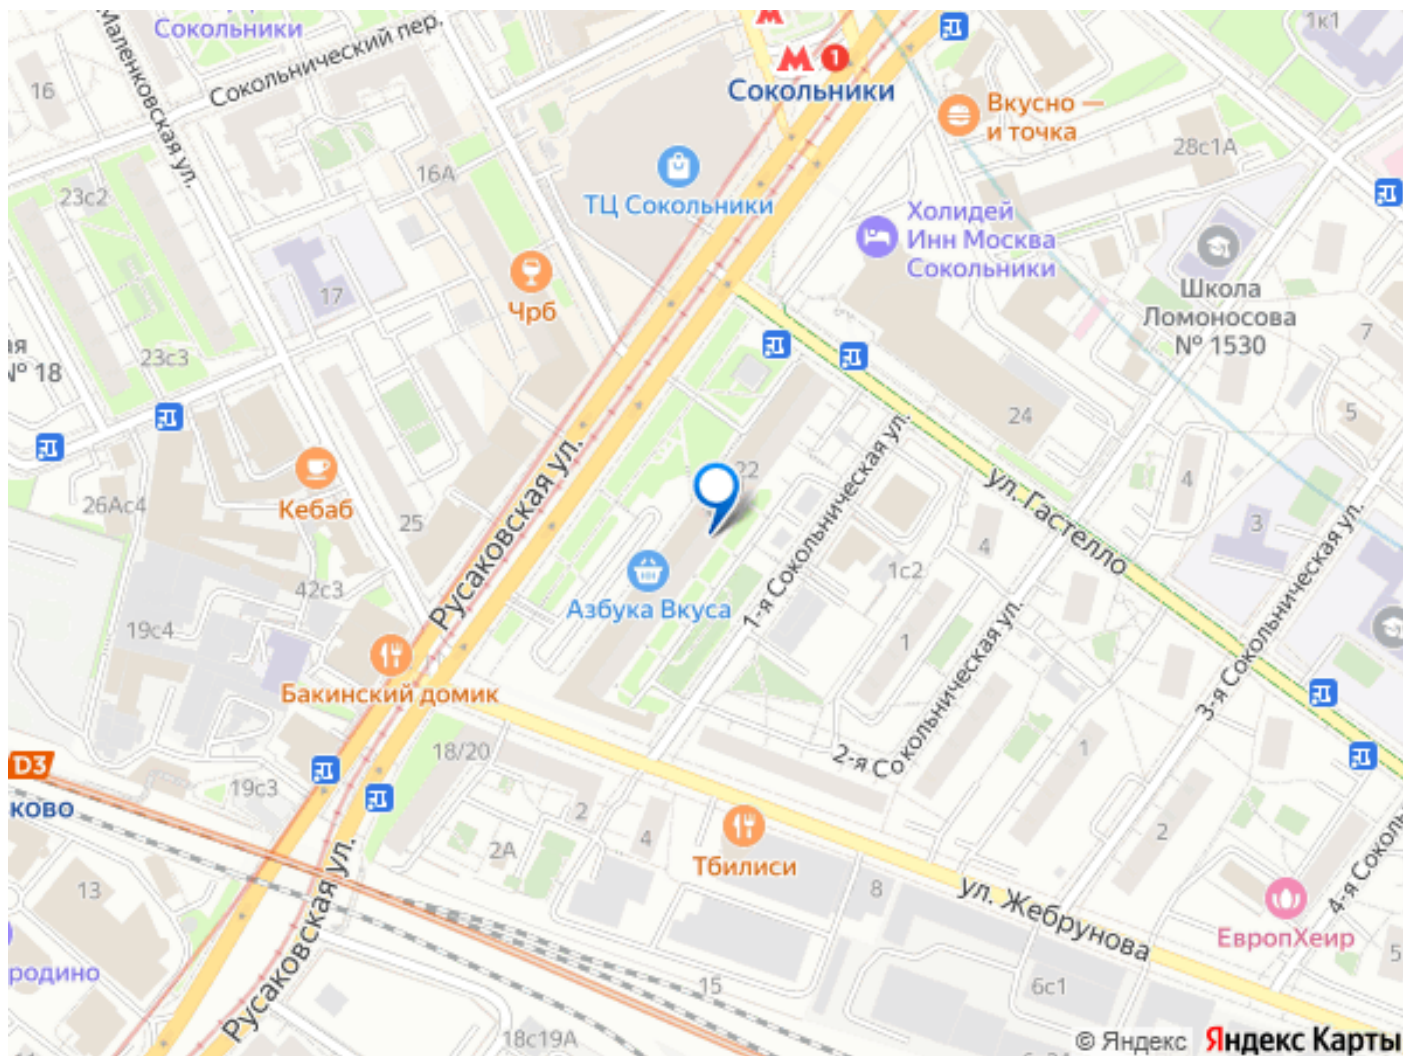 Сокольники
1к1
М
М 1
Сокольники
Сокольнический пер.
Маленковская ул.
16
Вкусно —
и точка
28с1А
16А
23с2
ТЦ Сокольники
Холидей
Инн Москва
Сокольники
Школа
Ломоносова
№ 1530
17
Чрб
7
ая
№ 18
23с3
5
24
22
4
Кебаб
26Ас4
25
Русаковская ул.
1-я Сокольническая ул.
ул. Гастелло
3
4
1с2
42с3
Азбука Вкуса
19с4
1
3-я Сокольническая ул.
2-я Сокольническая ул.
Бакинский домик
18/20
1
D3
19с3
ково
2
4
2А
Тбилиси
2
4-я Соколь
13
8
ул. Жебрунова
ЕвропХеир
5
родино
Русаковская ул.
15
6с1
18с19А
© Яндекс Яндекс Карты